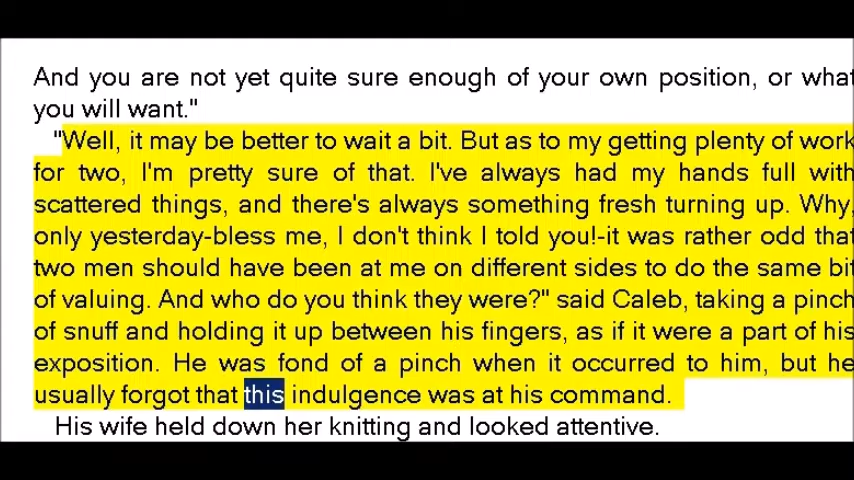 And you are not yet quite sure enough of your own position, or what
you will want."
"Well, it may be better to wait a bit. But as to my getting plenty of work
for two, I'm pretty sure of that. I've always had my hands full with
scattered things, and there's always something fresh turning up. Why,
only yesterday-bless me, I don't think I told you!-it was rather odd that
two men should have been at me on different sides to do the same bit
of valuing. And who do you think they were?" said Caleb, taking a pinch
of snuff and holding it up between his fingers, as if it were a part of his
exposition. He was fond of a pinch when it occurred to him, but he
usually forgot that this indulgence was at his command.
His wife held down her knitting and looked attentive.